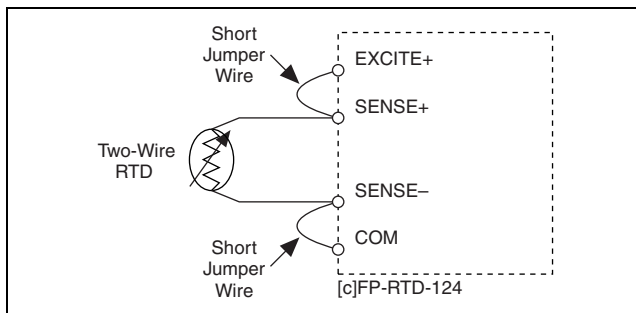 Short
Jumper
Wire
EXCITE+
SENSE+
Two-Wire
RTD
SENSE–
COM
Short
Jumper
Wire
[c]FP-RTD-124